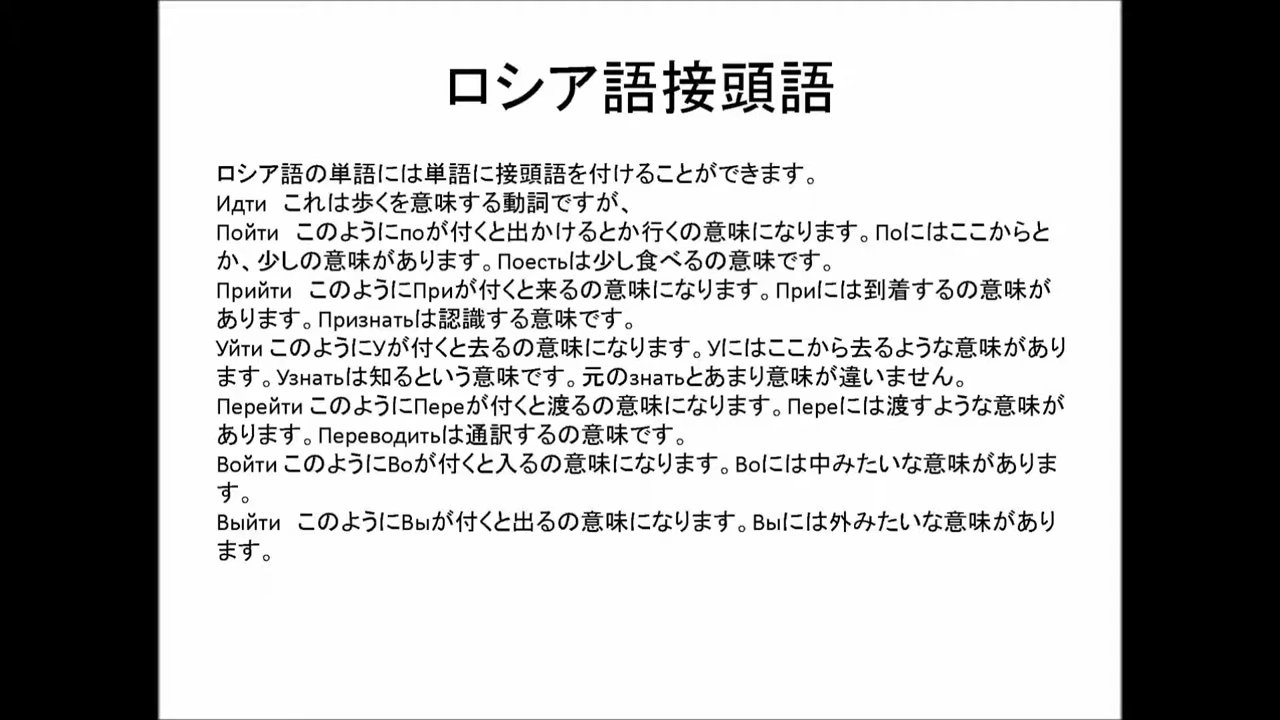 ロシア語接頭語
ロシア語の単語には単語に接頭語を付けることができます。
Идти　これは歩くを意味する動詞ですが、
Пойти　このようにпоが付くと出かけるとか行くの意味になります。Поにはここからと
か、少しの意味があります。Поестьは少し食べるの意味です。
Прийти　このようにПриが付くと来るの意味になります。Приには到着するの意味が
あります。Признатьは認識する意味です。
Уйти このようにУが付くと去るの意味になります。Уにはここから去るような意味があり
ます。Узнатьは知るという意味です。元のзнатьとあまり意味が違いません。
Перейти このようにПереが付くと渡るの意味になります。Переには渡すような意味が
あります。Переводитьは通訳するの意味です。
Войти このようにВоが付くと入るの意味になります。Воには中みたいな意味がありま
す。
Выйти　このようにВыが付くと出るの意味になります。Выには外みたいな意味があり
ます。